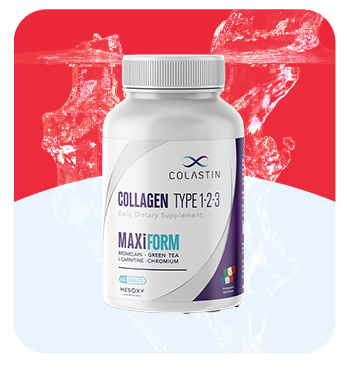 COLASTIN
COLLAGEN TYPE 1-2-3
Daily Dietary Supplement
MAXiFORM
BROMELAIN - GREEN TEA
L-CARNITINE - CHROMIUM
MESOXY